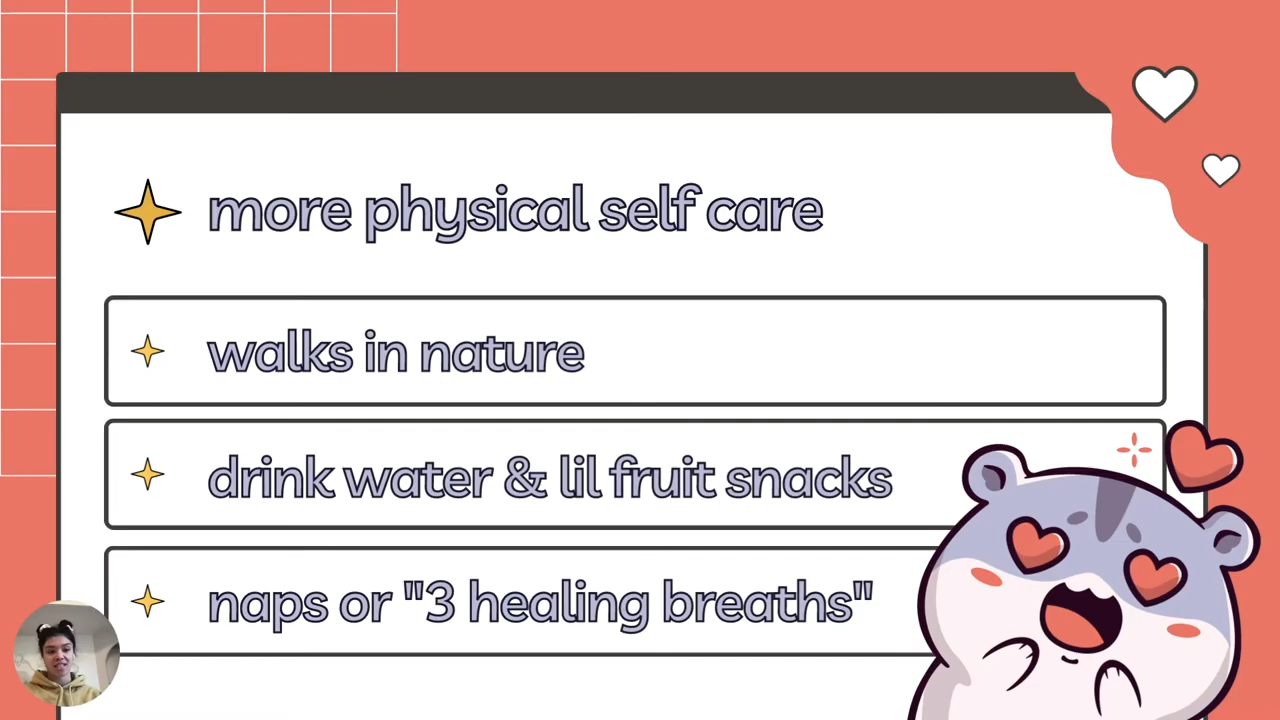 more physical self care
walks in nature
drink water & lil fruit snacks
naps or "3 healing breaths"